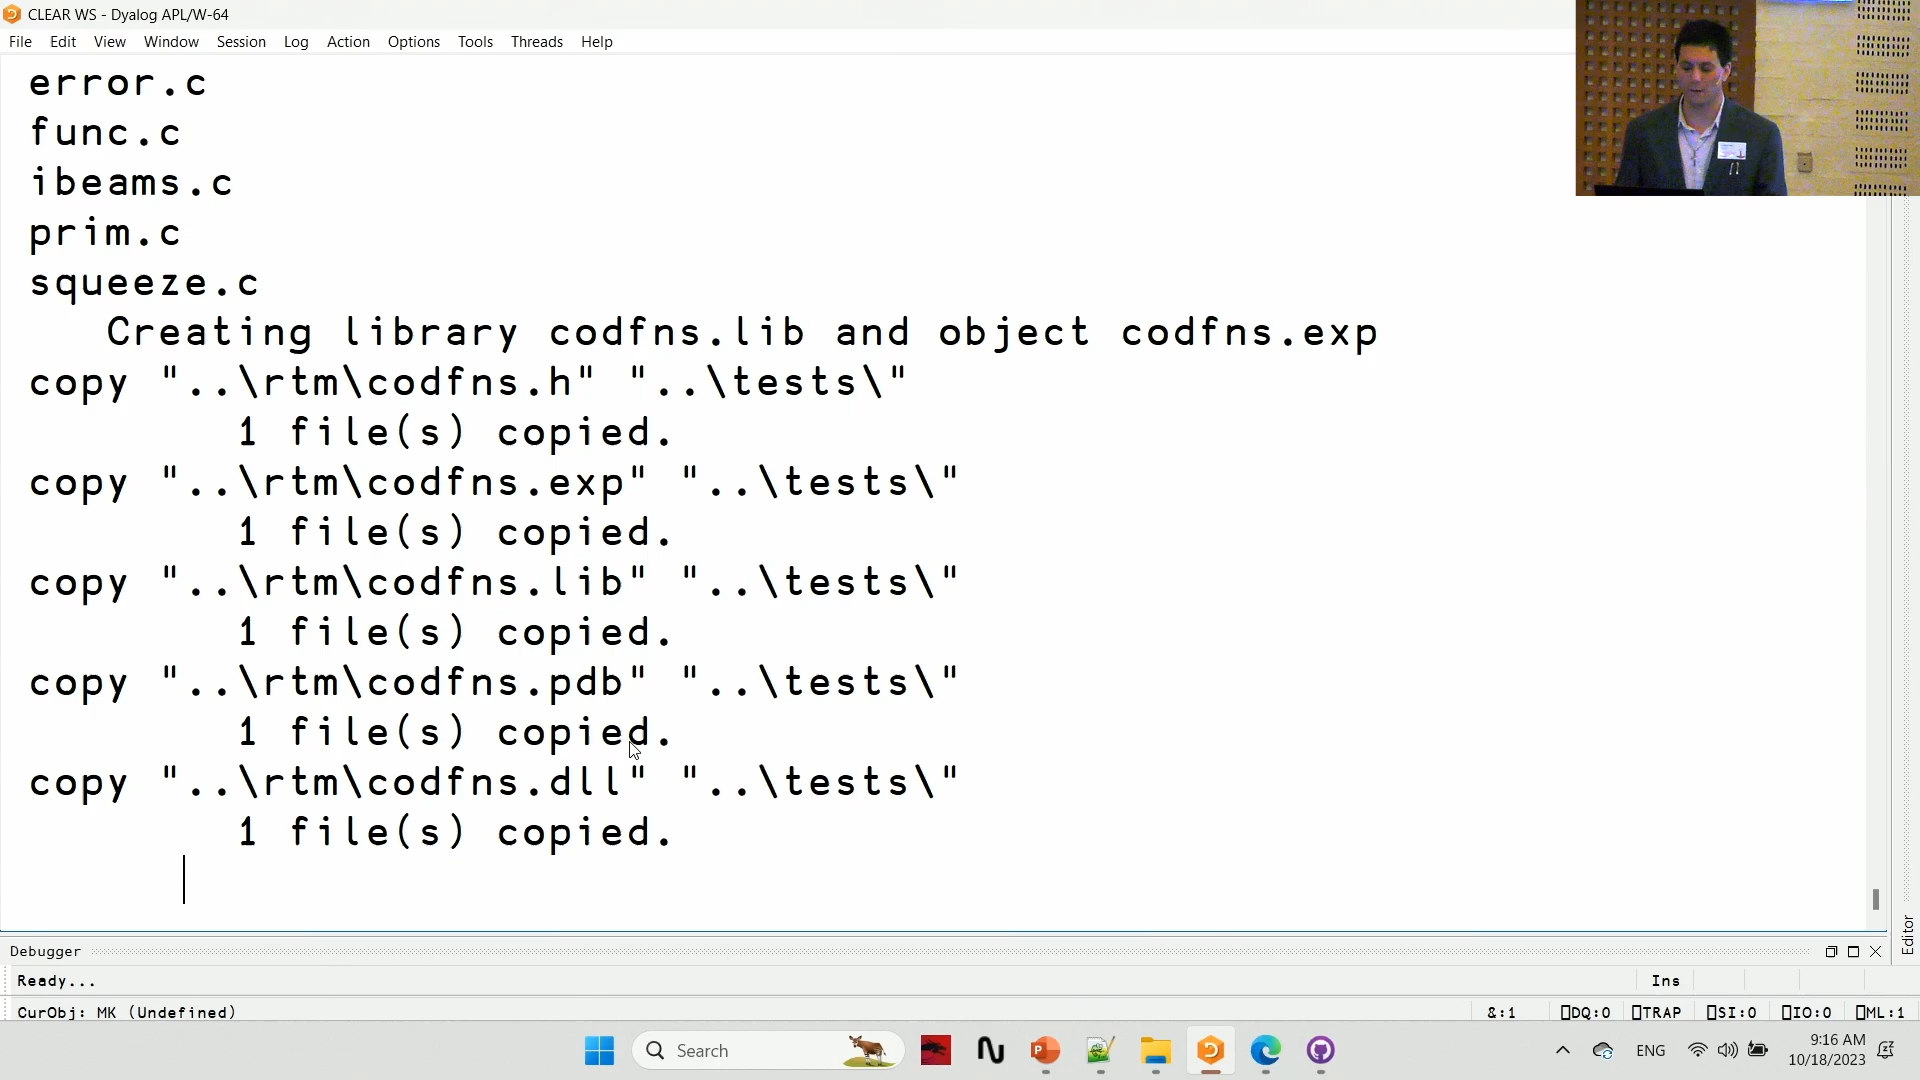 CLEAR WS - Dyalog APL/W-64
File Edit View Window Session Log Action Options Tools Threads Help
error.c
func.c
ibeams.c
prim.c
squeeze.c
Creating library codfns.lib and object codfns.exp
copy "..\rtm\codfns.h" "..\tests\"
1 file(s) copied.
copy "..\rtm\codfns.exp" "..\tests\"
1 file(s) copied.
copy "..\rtm\codfns.lib" "..\tests\"
1 file(s) copied.
copy "..\rtm\codfns.pdb" "..\tests\"
1 file(s) copied.
copy "..\rtm\codfns.dll" "..\tests\"
1 file(s) copied.
Editor
Debugger
Ready...
Ins
CurObj: MK (Undefined)
&:1 ⎕DQ:0 ⎕TRAP ⎕SI:0 ⎕IO:0 ⎕ML:1
Search
ENG
9:16 AM
10/18/2023